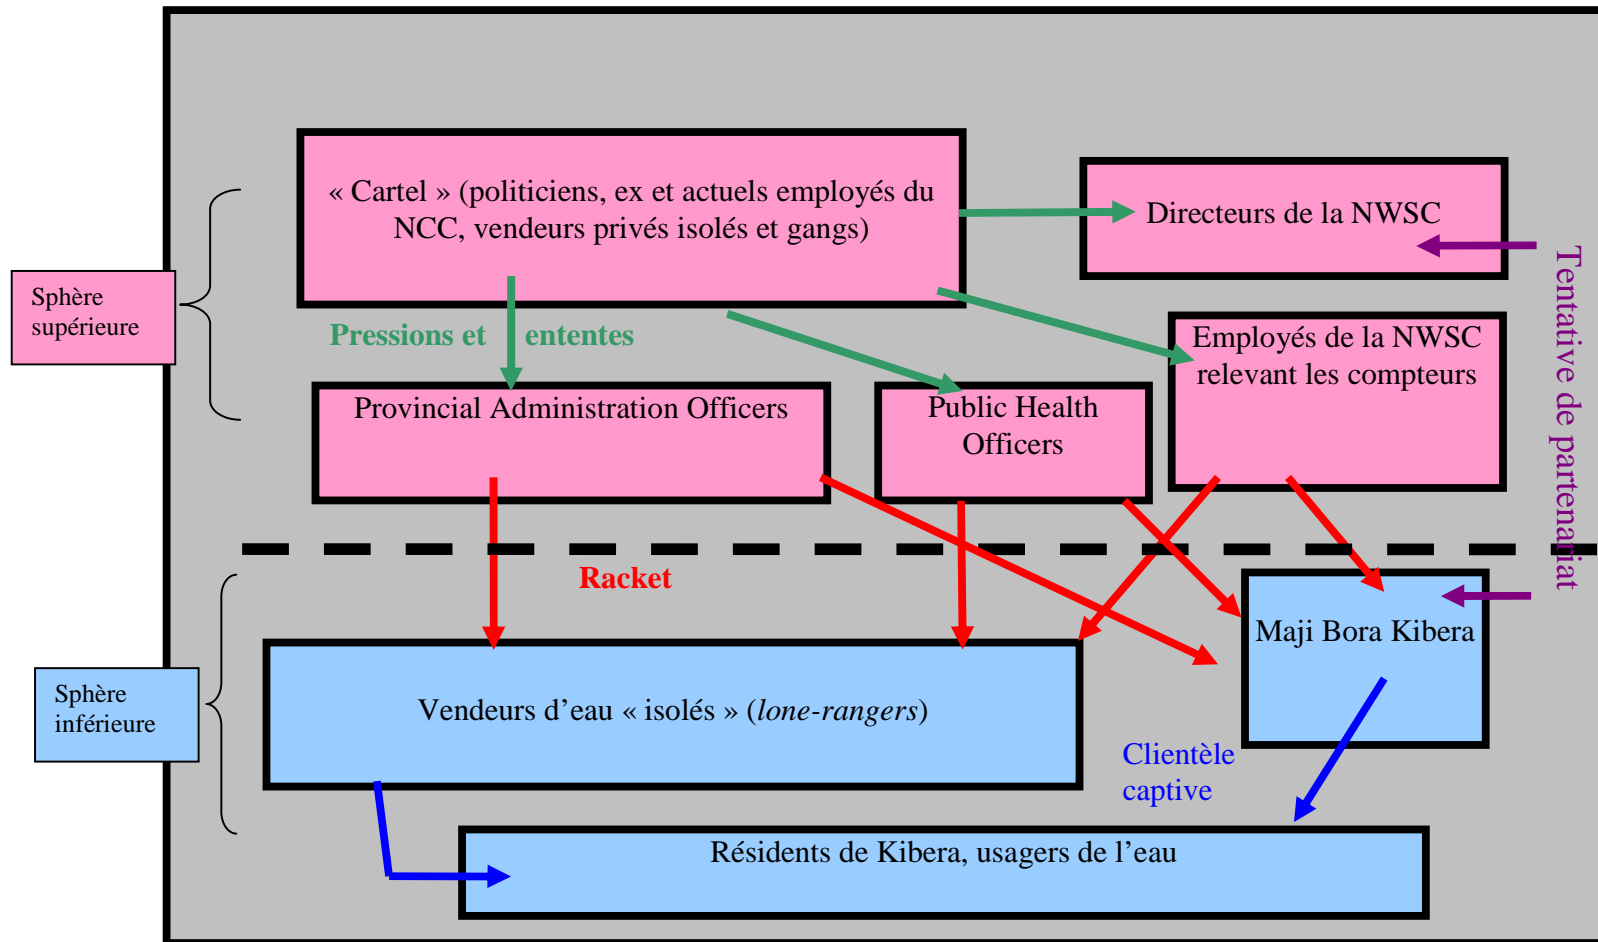 « Cartel » (politiciens, ex et actuels employés du
NCC, vendeurs privés isolés et gangs)
Directeurs de la NWSC
Sphère
supérieure
Pressions et ententes
Employés de la NWSC
relevant les compteurs
Tentative de partenariat
Provincial Administration Officers
Public Health
Officers
Racket
Maji Bora Kibera
Sphère
inférieure
Vendeurs d'eau « isolés » (lone-rangers)
Clientèle
captive
Résidents de Kibera, usagers de l'eau